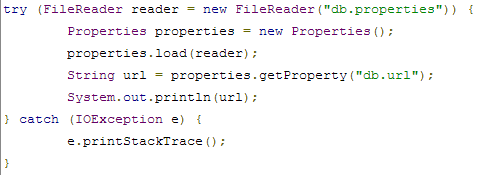 try (FileReader reader = new FileReader("db.properties")) {
        Properties properties = new Properties();
        properties.load(reader);
        String url = properties.getProperty("db.url");
        System.out.println(url);
} catch (IOException e) {
        e.printStackTrace();
}